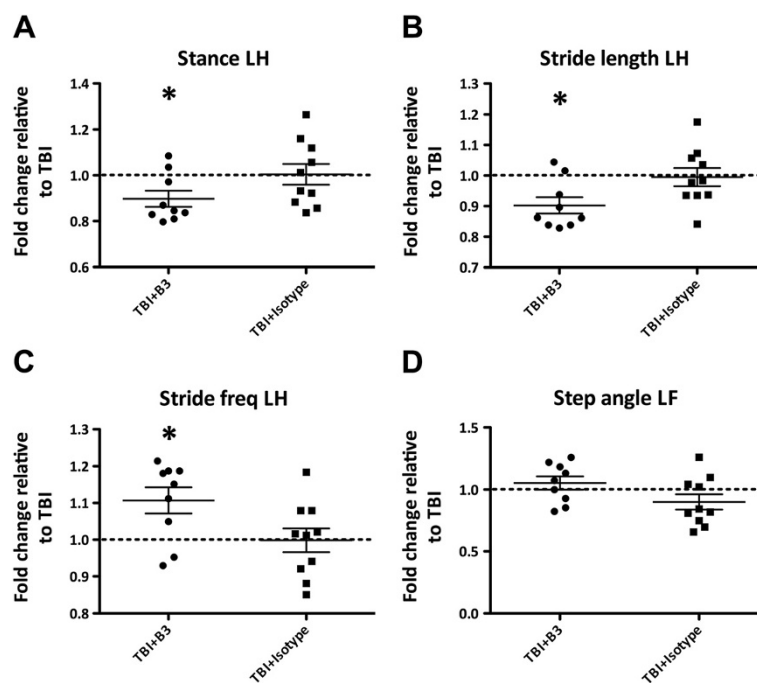 A
Stance LH
Fold change relative
to TBI
1.4
1.2
1.0
0.8
0.6
*
TBI+B3
TBI+Isotype
B
Stride length LH
Fold change relative
to TBI
1.3
1.2
1.1
1.0
0.9
0.8
0.7
*
TBI+B3
TBI+Isotype
C
Stride freq LH
Fold change relative
to TBI
1.3
1.2
1.1
1.0
0.9
0.8
*
TBI+B3
TBI+Isotype
D
Step angle LF
Fold change relative
to TBI
1.5
1.0
0.5
0.0
TBI+B3
TBI+Isotype